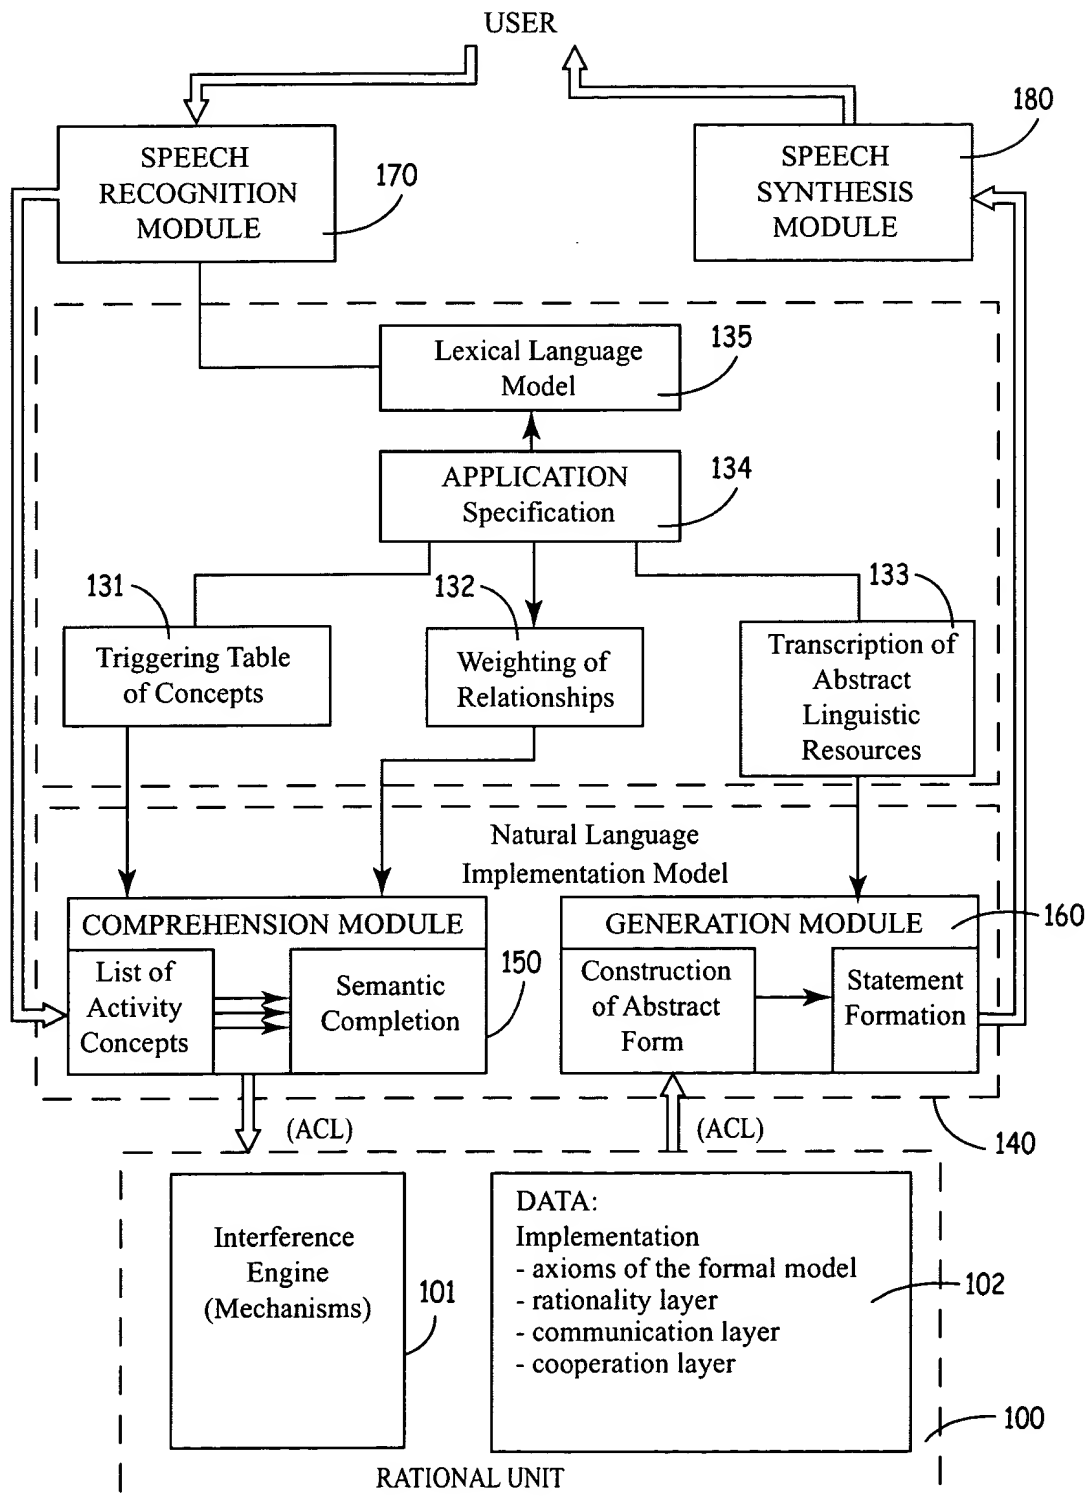 USER
180
SPEECH
RECOGNITION
MODULE
170
SPEECH
SYNTHESIS
MODULE
Lexical Language
Model
135
APPLICATION
Specification
134
131
132
133
Triggering Table
of Concepts
Weighting of
Relationships
Transcription of
Abstract
Linguistic
Resources
Natural Language
Implementation Model
COMPREHENSION MODULE
GENERATION MODULE
160
List of
Activity
Concepts
Semantic
Completion
150
Construction
of Abstract
Form
Statement
Formation
(ACL)
(ACL)
140
Interference
Engine
(Mechanisms)
101
DATA:
Implementation
- axioms of the formal model
- rationality layer
- communication layer
- cooperation layer
102
100
RATIONAL UNIT